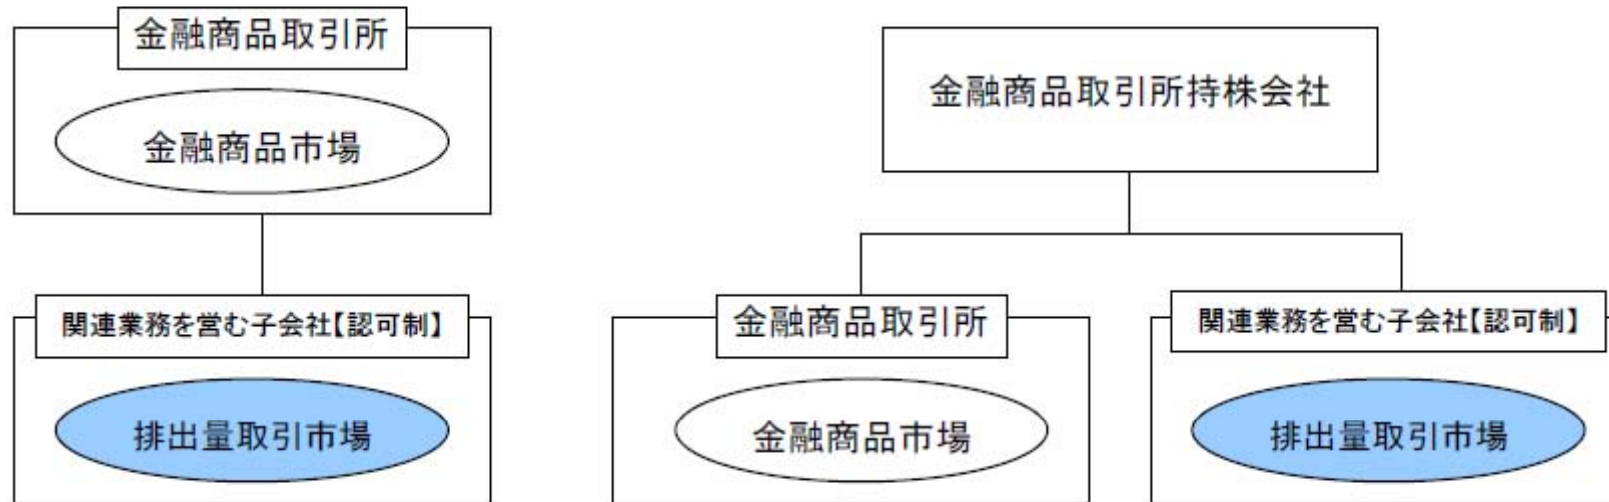 金融商品取引所
金融商品市場
関連業務を営む子会社【認可制】
排出量取引市場
金融商品取引所持株会社
金融商品取引所
金融商品市場
関連業務を営む子会社【認可制】
排出量取引市場